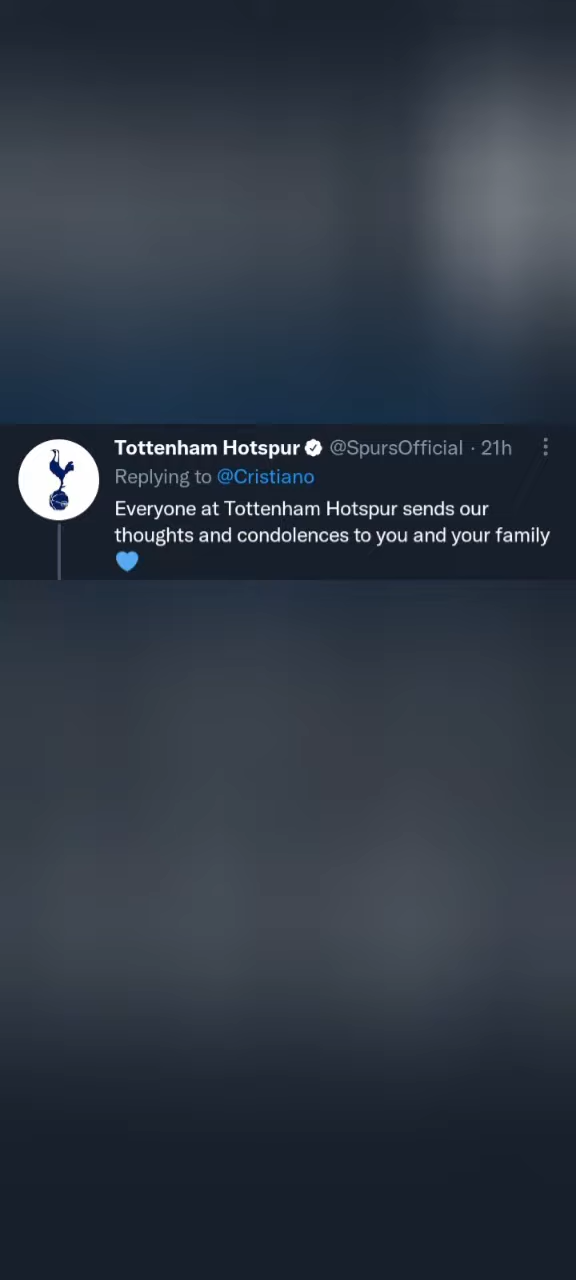 Tottenham Hotspur @SpursOfficial · 21h
Replying to @Cristiano
Everyone at Tottenham Hotspur sends our
thoughts and condolences to you and your family
💙